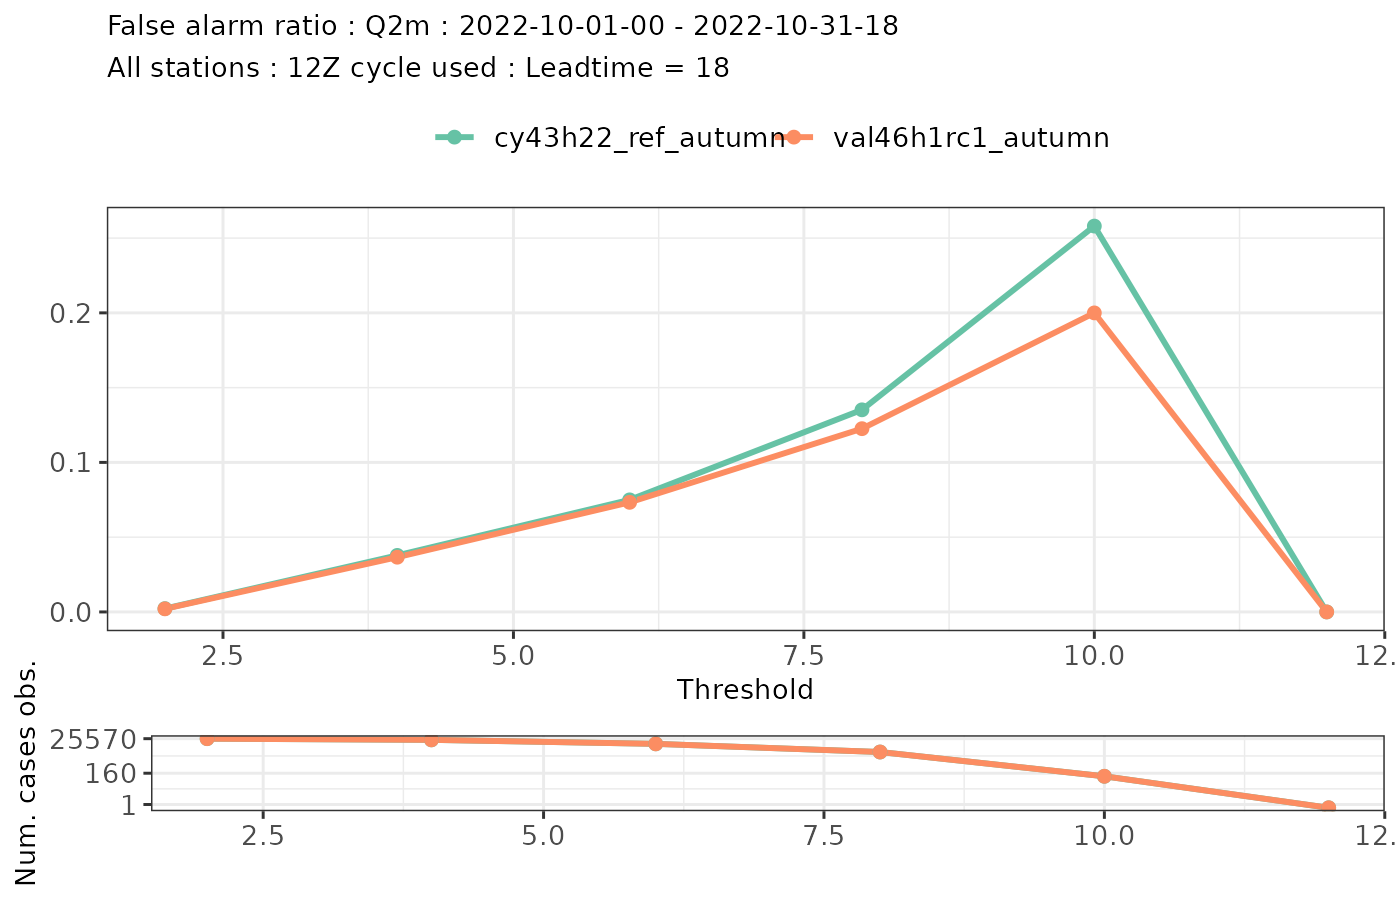 False alarm ratio : Q2m : 2022-10-01-00 - 2022-10-31-18
All stations : 12Z cycle used : Leadtime = 18
cy43h22_ref_autumn val46h1rc1_autumn
0.2
0.1
0.0
2.5 5.0 7.5 10.0 12.
Threshold
Num. cases obs.
25570
160
1
2.5 5.0 7.5 10.0 12.